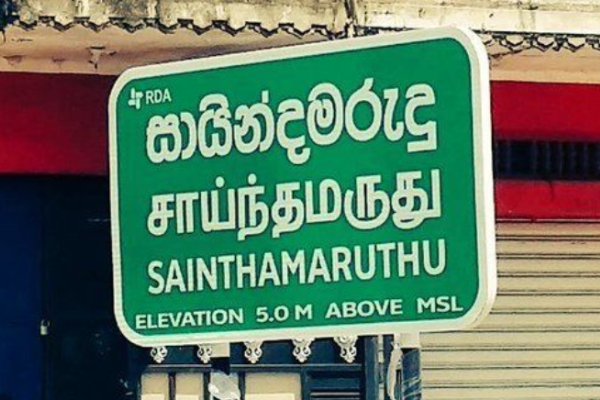 RDA
සායින්දමරුදු
சாய்ந்தமருது
SAINTHAMARUTHU
ELEVATION 5.0 M ABOVE MSL